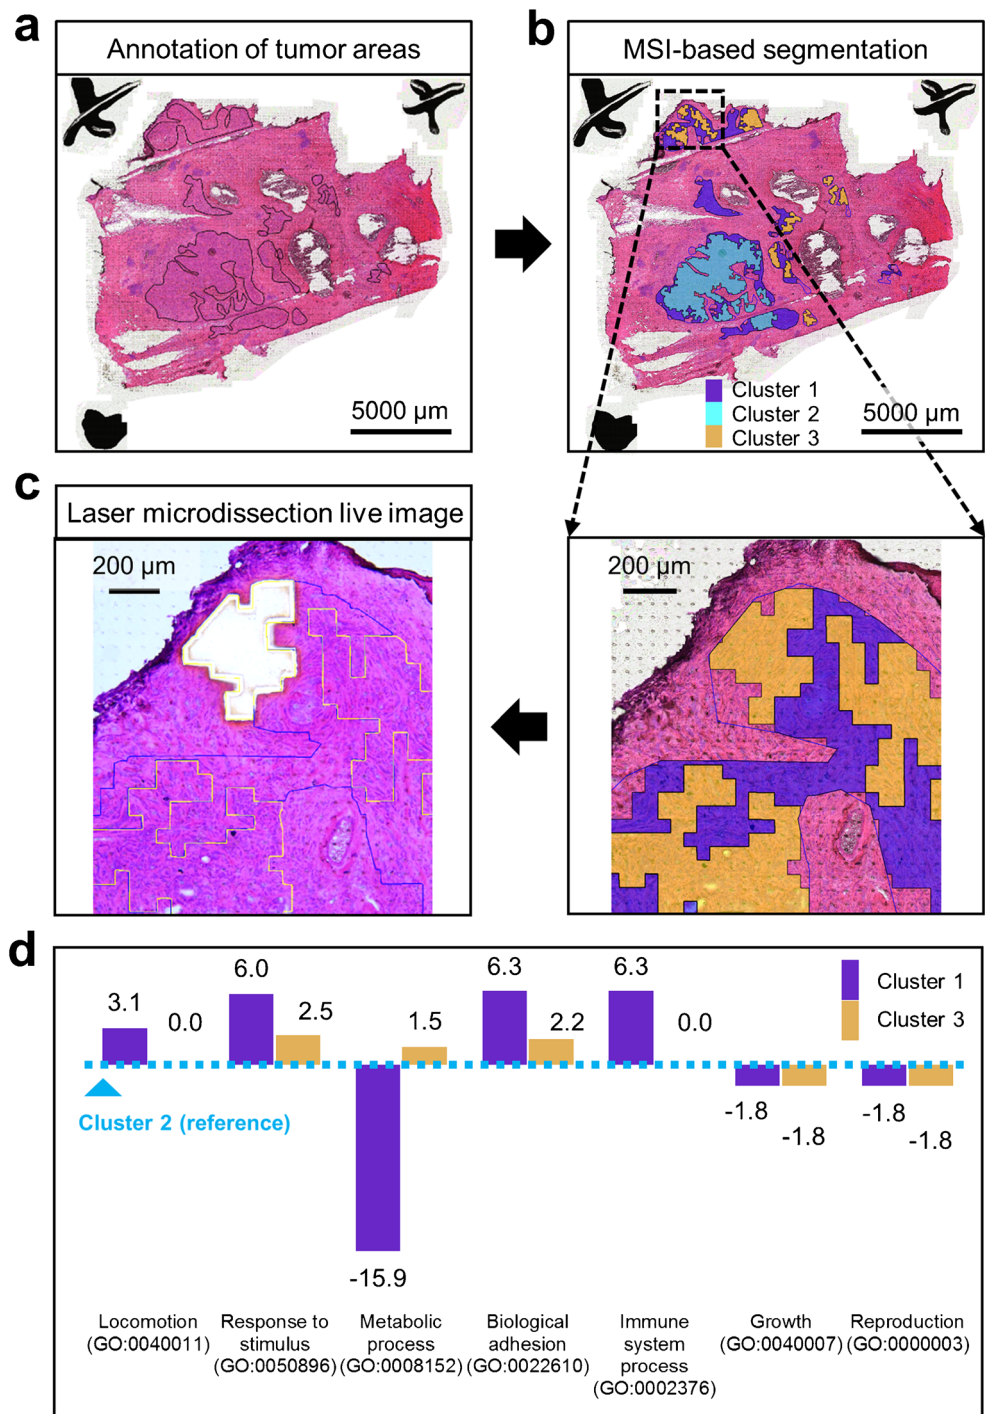 a
Annotation of tumor areas
5000 µm
b
MSI-based segmentation
Cluster 1
Cluster 2
Cluster 3
5000 µm
c
Laser microdissection live image
200 µm
200 µm
d
3.1
0.0
6.0
2.5
-15.9
1.5
6.3
2.2
6.3
0.0
-1.8
-1.8
-1.8
-1.8
Cluster 1
Cluster 3
Cluster 2 (reference)
Locomotion
(GO:0040011)
Response to
stimulus
(GO:0050896)
Metabolic
process
(GO:0008152)
Biological
adhesion
(GO:0022610)
Immune
system
process
(GO:0002376)
Growth
(GO:0040007)
Reproduction
(GO:0000003)